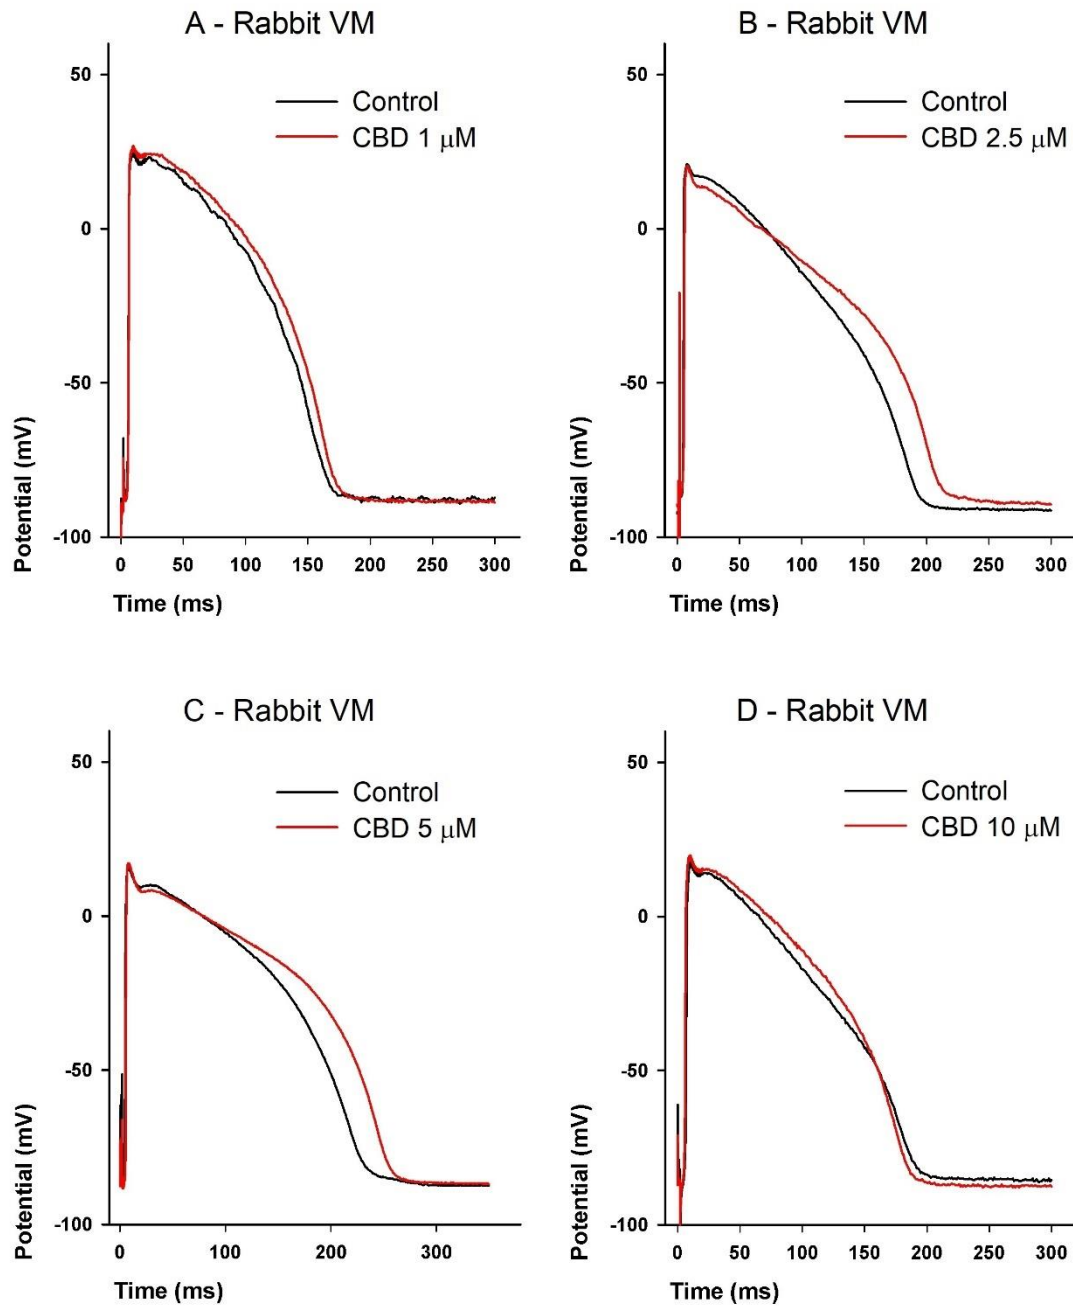 A - Rabbit VM
50
0
-50
-100
Potential (mV)
Control
CBD 1 μM
0 50 100 150 200 250 300
Time (ms)
B - Rabbit VM
50
0
-50
-100
Potential (mV)
Control
CBD 2.5 μM
0 50 100 150 200 250 300
Time (ms)
C - Rabbit VM
50
0
-50
-100
Potential (mV)
Control
CBD 5 μM
0 100 200 300
Time (ms)
D - Rabbit VM
50
0
-50
-100
Potential (mV)
Control
CBD 10 μM
0 50 100 150 200 250 300
Time (ms)